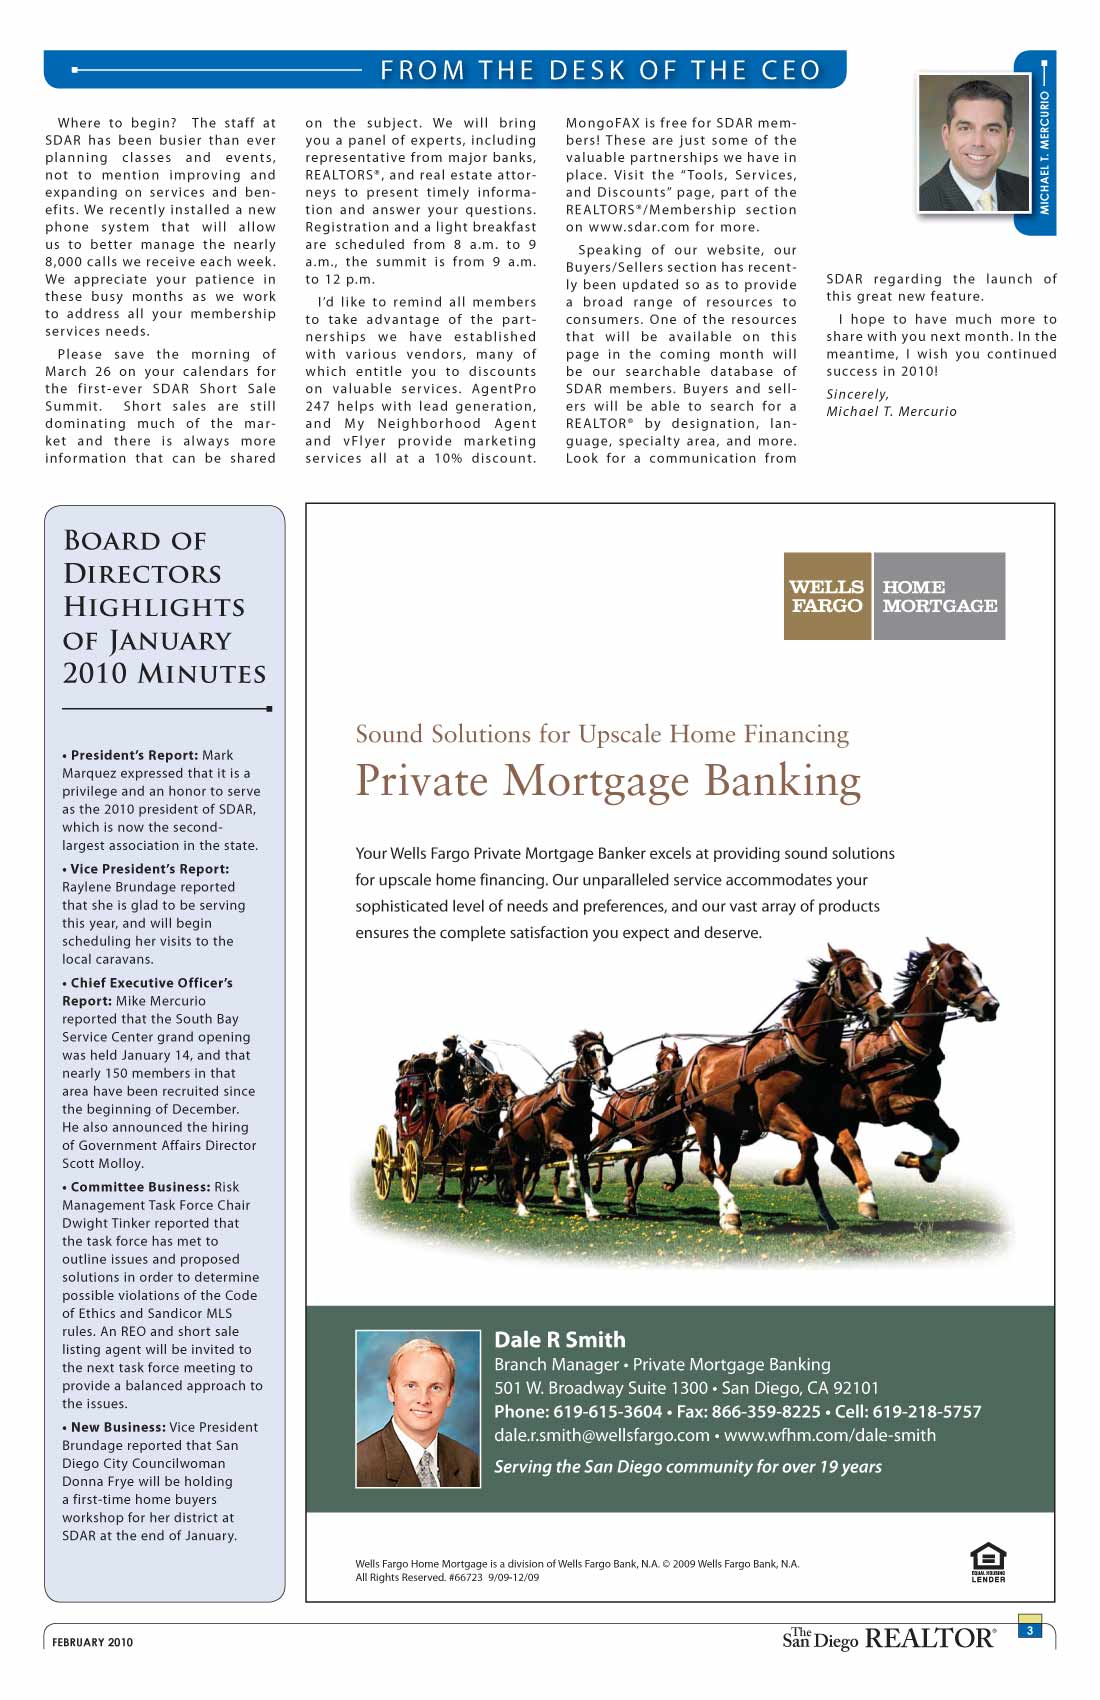 FROM THE DESK OF THE CEO
MICHAEL T. MERCURIO
Where to begin? The staff at
SDAR has been busier than ever
planning classes and events,
not to mention improving and
expanding on services and ben-
efits. We recently installed a new
phone system that will allow
us to better manage the nearly
8,000 calls we receive each week.
We appreciate your patience in
these busy months as we work
to address all your membership
services needs.
Please save the morning of
March 26 on your calendars for
the first-ever SDAR Short Sale
Summit. Short sales are still
dominating much of the mar-
ket and there is always more
information that can be shared
on the subject. We will bring
you a panel of experts, including
representative from major banks,
REALTORS®, and real estate attor-
neys to present timely informa-
tion and answer your questions.
Registration and a light breakfast
are scheduled from 8 a.m. to 9
a.m., the summit is from 9 a.m.
to 12 p.m.
I'd like to remind all members
to take advantage of the part-
nerships we have established
with various vendors, many of
which entitle you to discounts
on valuable services. AgentPro
247 helps with lead generation,
and My Neighborhood Agent
and vFlyer provide marketing
services all at a 10% discount.
MongoFAX is free for SDAR mem-
bers! These are just some of the
valuable partnerships we have in
place. Visit the "Tools, Services,
and Discounts" page, part of the
REALTORS®/Membership section
on www.sdar.com for more.
Speaking of our website, our
Buyers/Sellers section has recent-
ly been updated so as to provide
a broad range of resources to
consumers. One of the resources
that will be available on this
page in the coming month will
be our searchable database of
SDAR members. Buyers and sell-
ers will be able to search for a
REALTOR® by designation, lan-
guage, specialty area, and more.
Look for a communication from
SDAR regarding the launch of
this great new feature.
I hope to have much more to
share with you next month. In the
meantime, I wish you continued
success in 2010!
Sincerely,
Michael T. Mercurio
BOARD OF
DIRECTORS
HIGHLIGHTS
OF JANUARY
2010 MINUTES
• President's Report: Mark
Marquez expressed that it is a
privilege and an honor to serve
as the 2010 president of SDAR,
which is now the second-
largest association in the state.
• Vice President's Report:
Raylene Brundage reported
that she is glad to be serving
this year, and will begin
scheduling her visits to the
local caravans.
• Chief Executive Officer's
Report: Mike Mercurio
reported that the South Bay
Service Center grand opening
was held January 14, and that
nearly 150 members in that
area have been recruited since
the beginning of December.
He also announced the hiring
of Government Affairs Director
Scott Molloy.
• Committee Business: Risk
Management Task Force Chair
Dwight Tinker reported that
the task force has met to
outline issues and proposed
solutions in order to determine
possible violations of the Code
of Ethics and Sandicor MLS
rules. An REO and short sale
listing agent will be invited to
the next task force meeting to
provide a balanced approach to
the issues.
• New Business: Vice President
Brundage reported that San
Diego City Councilwoman
Donna Frye will be holding
a first-time home buyers
workshop for her district at
SDAR at the end of January.
WELLS FARGO
HOME MORTGAGE
Sound Solutions for Upscale Home Financing
Private Mortgage Banking
Your Wells Fargo Private Mortgage Banker excels at providing sound solutions
for upscale home financing. Our unparalleled service accommodates your
sophisticated level of needs and preferences, and our vast array of products
ensures the complete satisfaction you expect and deserve.
Dale R Smith
Branch Manager • Private Mortgage Banking
501 W. Broadway Suite 1300 • San Diego, CA 92101
Phone: 619-615-3604 • Fax: 866-359-8225 • Cell: 619-218-5757
dale.r.smith@wellsfargo.com • www.wfhm.com/dale-smith
Serving the San Diego community for over 19 years
Wells Fargo Home Mortgage is a division of Wells Fargo Bank, N.A. © 2009 Wells Fargo Bank, N.A.
All Rights Reserved. #66723 9/09-12/09
EQUAL HOUSING
LENDER
FEBRUARY 2010
The San Diego REALTOR®
3